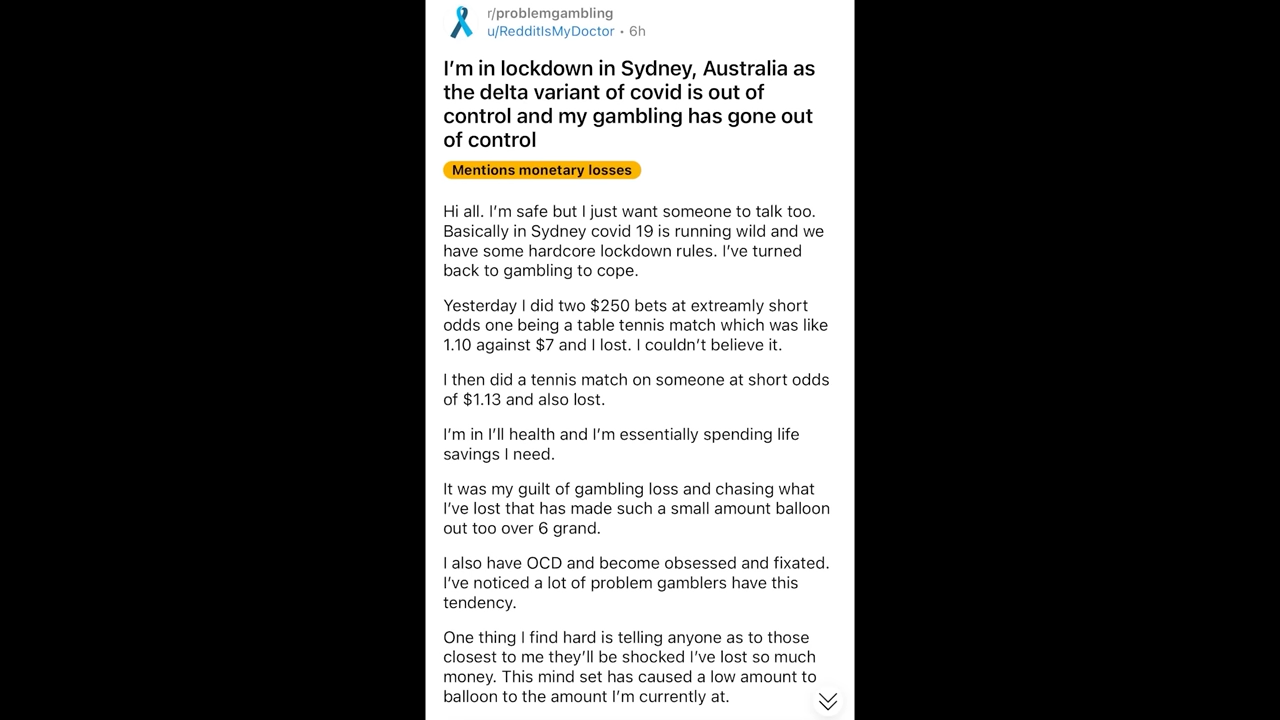 r/problemgambling
u/RedditIsMyDoctor • 6h
I'm in lockdown in Sydney, Australia as
the delta variant of covid is out of
control and my gambling has gone out
of control
Mentions monetary losses
Hi all. I'm safe but I just want someone to talk too.
Basically in Sydney covid 19 is running wild and we
have some hardcore lockdown rules. I've turned
back to gambling to cope.
Yesterday I did two $250 bets at extreamly short
odds one being a table tennis match which was like
1.10 against $7 and I lost. I couldn't believe it.
I then did a tennis match on someone at short odds
of $1.13 and also lost.
I'm in I'll health and I'm essentially spending life
savings I need.
It was my guilt of gambling loss and chasing what
I've lost that has made such a small amount balloon
out too over 6 grand.
I also have OCD and become obsessed and fixated.
I've noticed a lot of problem gamblers have this
tendency.
One thing I find hard is telling anyone as to those
closest to me they'll be shocked I've lost so much
money. This mind set has caused a low amount to
balloon to the amount I'm currently at.